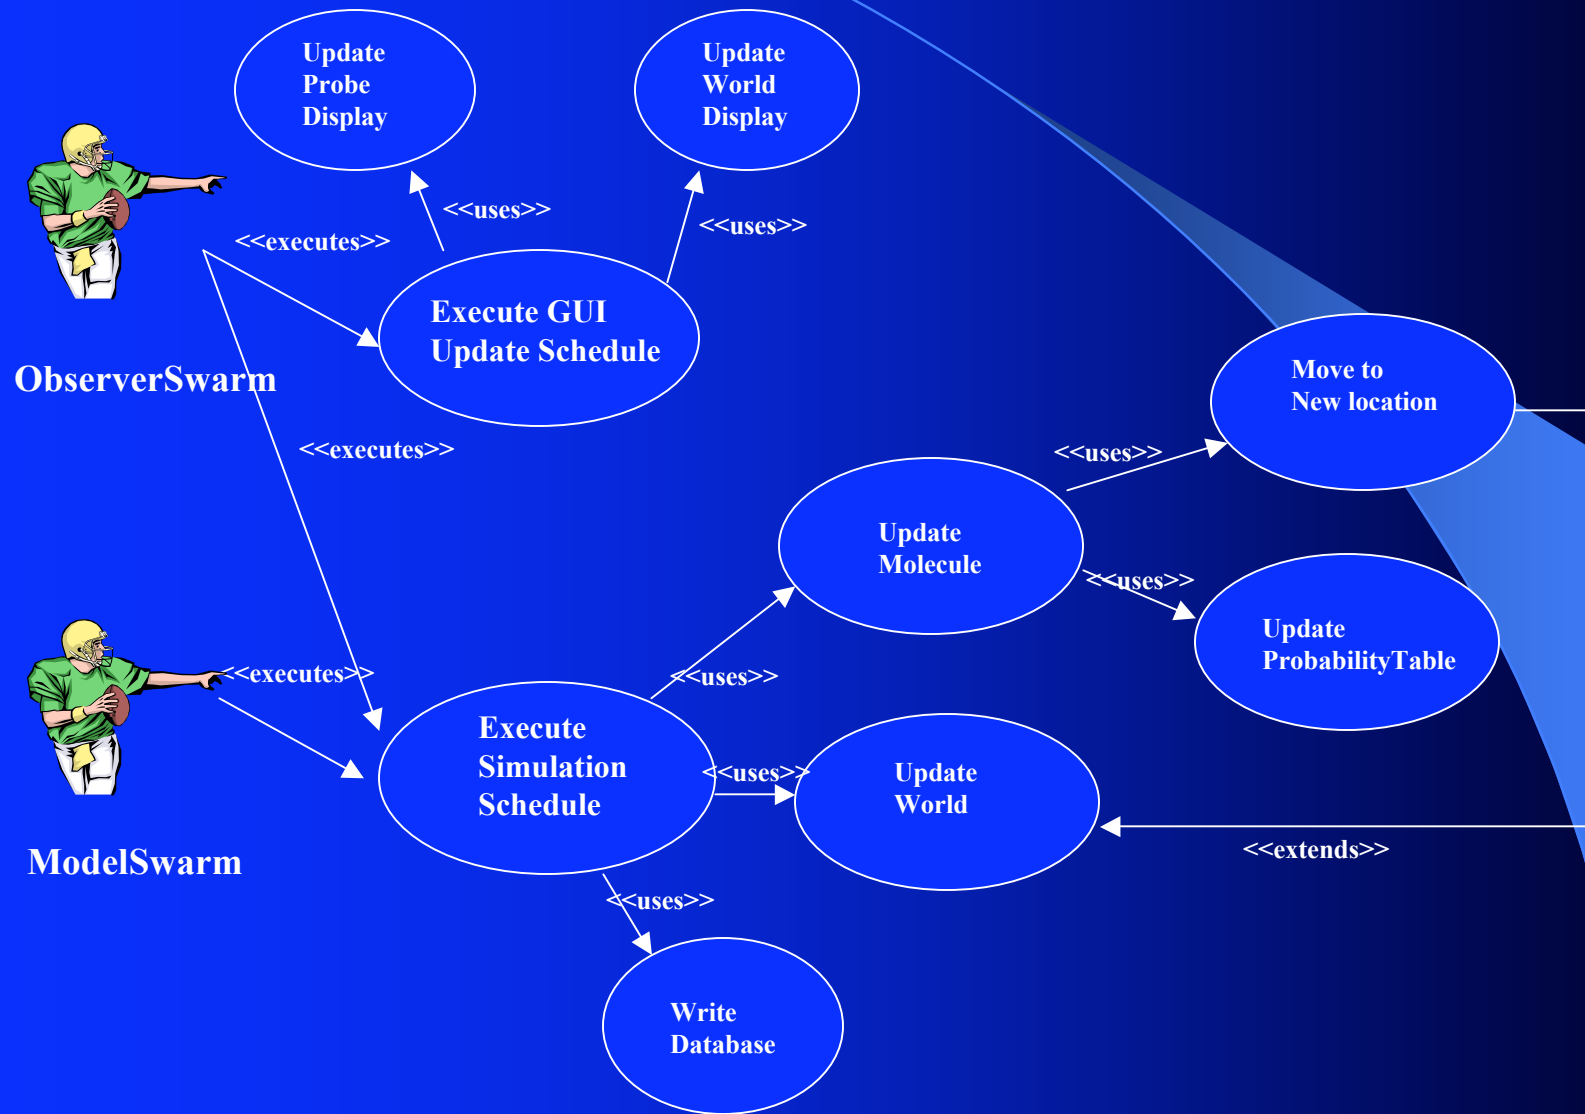 Update
Probe
Display
Update
World
Display
<<uses>>
<<uses>>
<<executes>>
Execute GUI
Update Schedule
ObserverSwarm
<<executes>>
Move to
New location
<<uses>>
Update
Molecule
<<uses>>
Update
ProbabilityTable
<<executes>>
<<uses>>
Execute
Simulation
Schedule
<<uses>>
Update
World
ModelSwarm
<<extends>>
<<uses>>
Write
Database